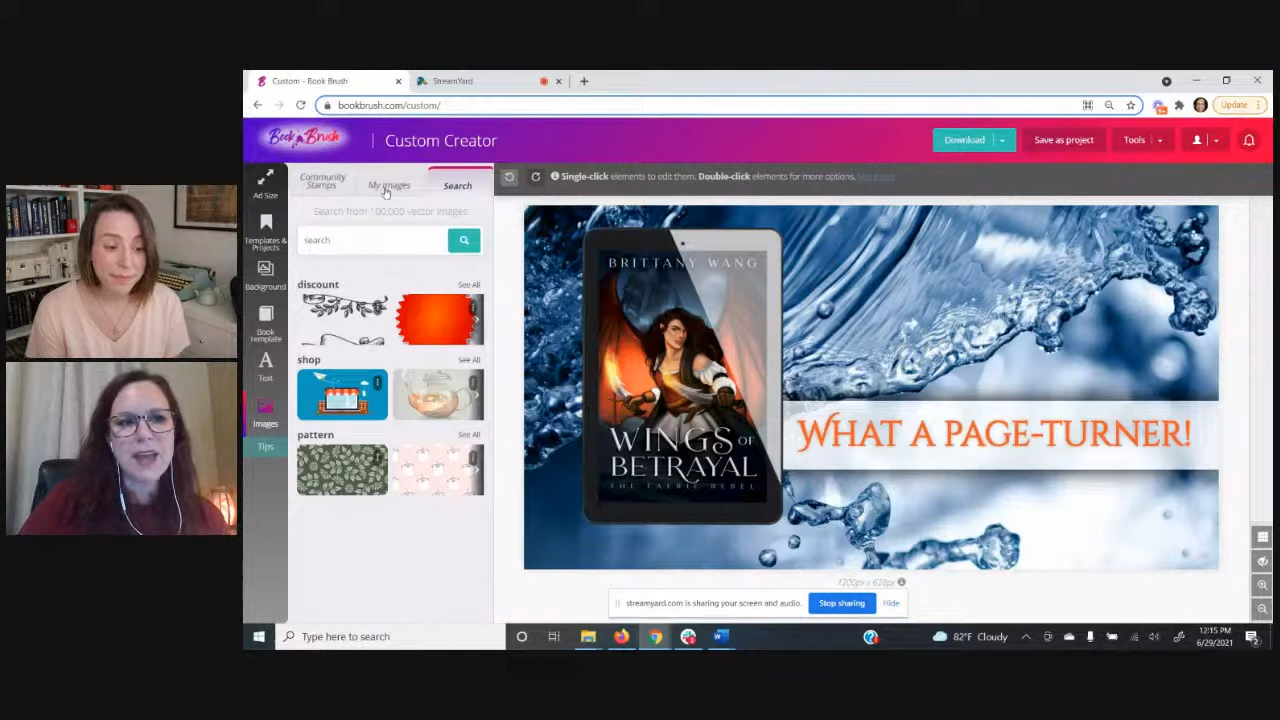 Custom - Book Brush
StreamYard
bookbrush.com/custom/
Update
Book Brush
Custom Creator
Download
Save as project
Tools
Ad Size
Templates &
Projects
Background
Book
Template
Text
Images
Tips
Community
Stamps
My Images
Search
Search from 100,000 vector images
search
discount
See All
shop
See All
pattern
See All
Single-click elements to edit them. Double-click elements for more options.
BRITTANY WANG
WINGS OF
BETRAYAL
THE FAERIE REBEL
WHAT A PAGE-TURNER!
1200px x 628px
streamyard.com is sharing your screen and audio.
Stop sharing
Hide
Type here to search
82°F Cloudy
12:15 PM
6/29/2021